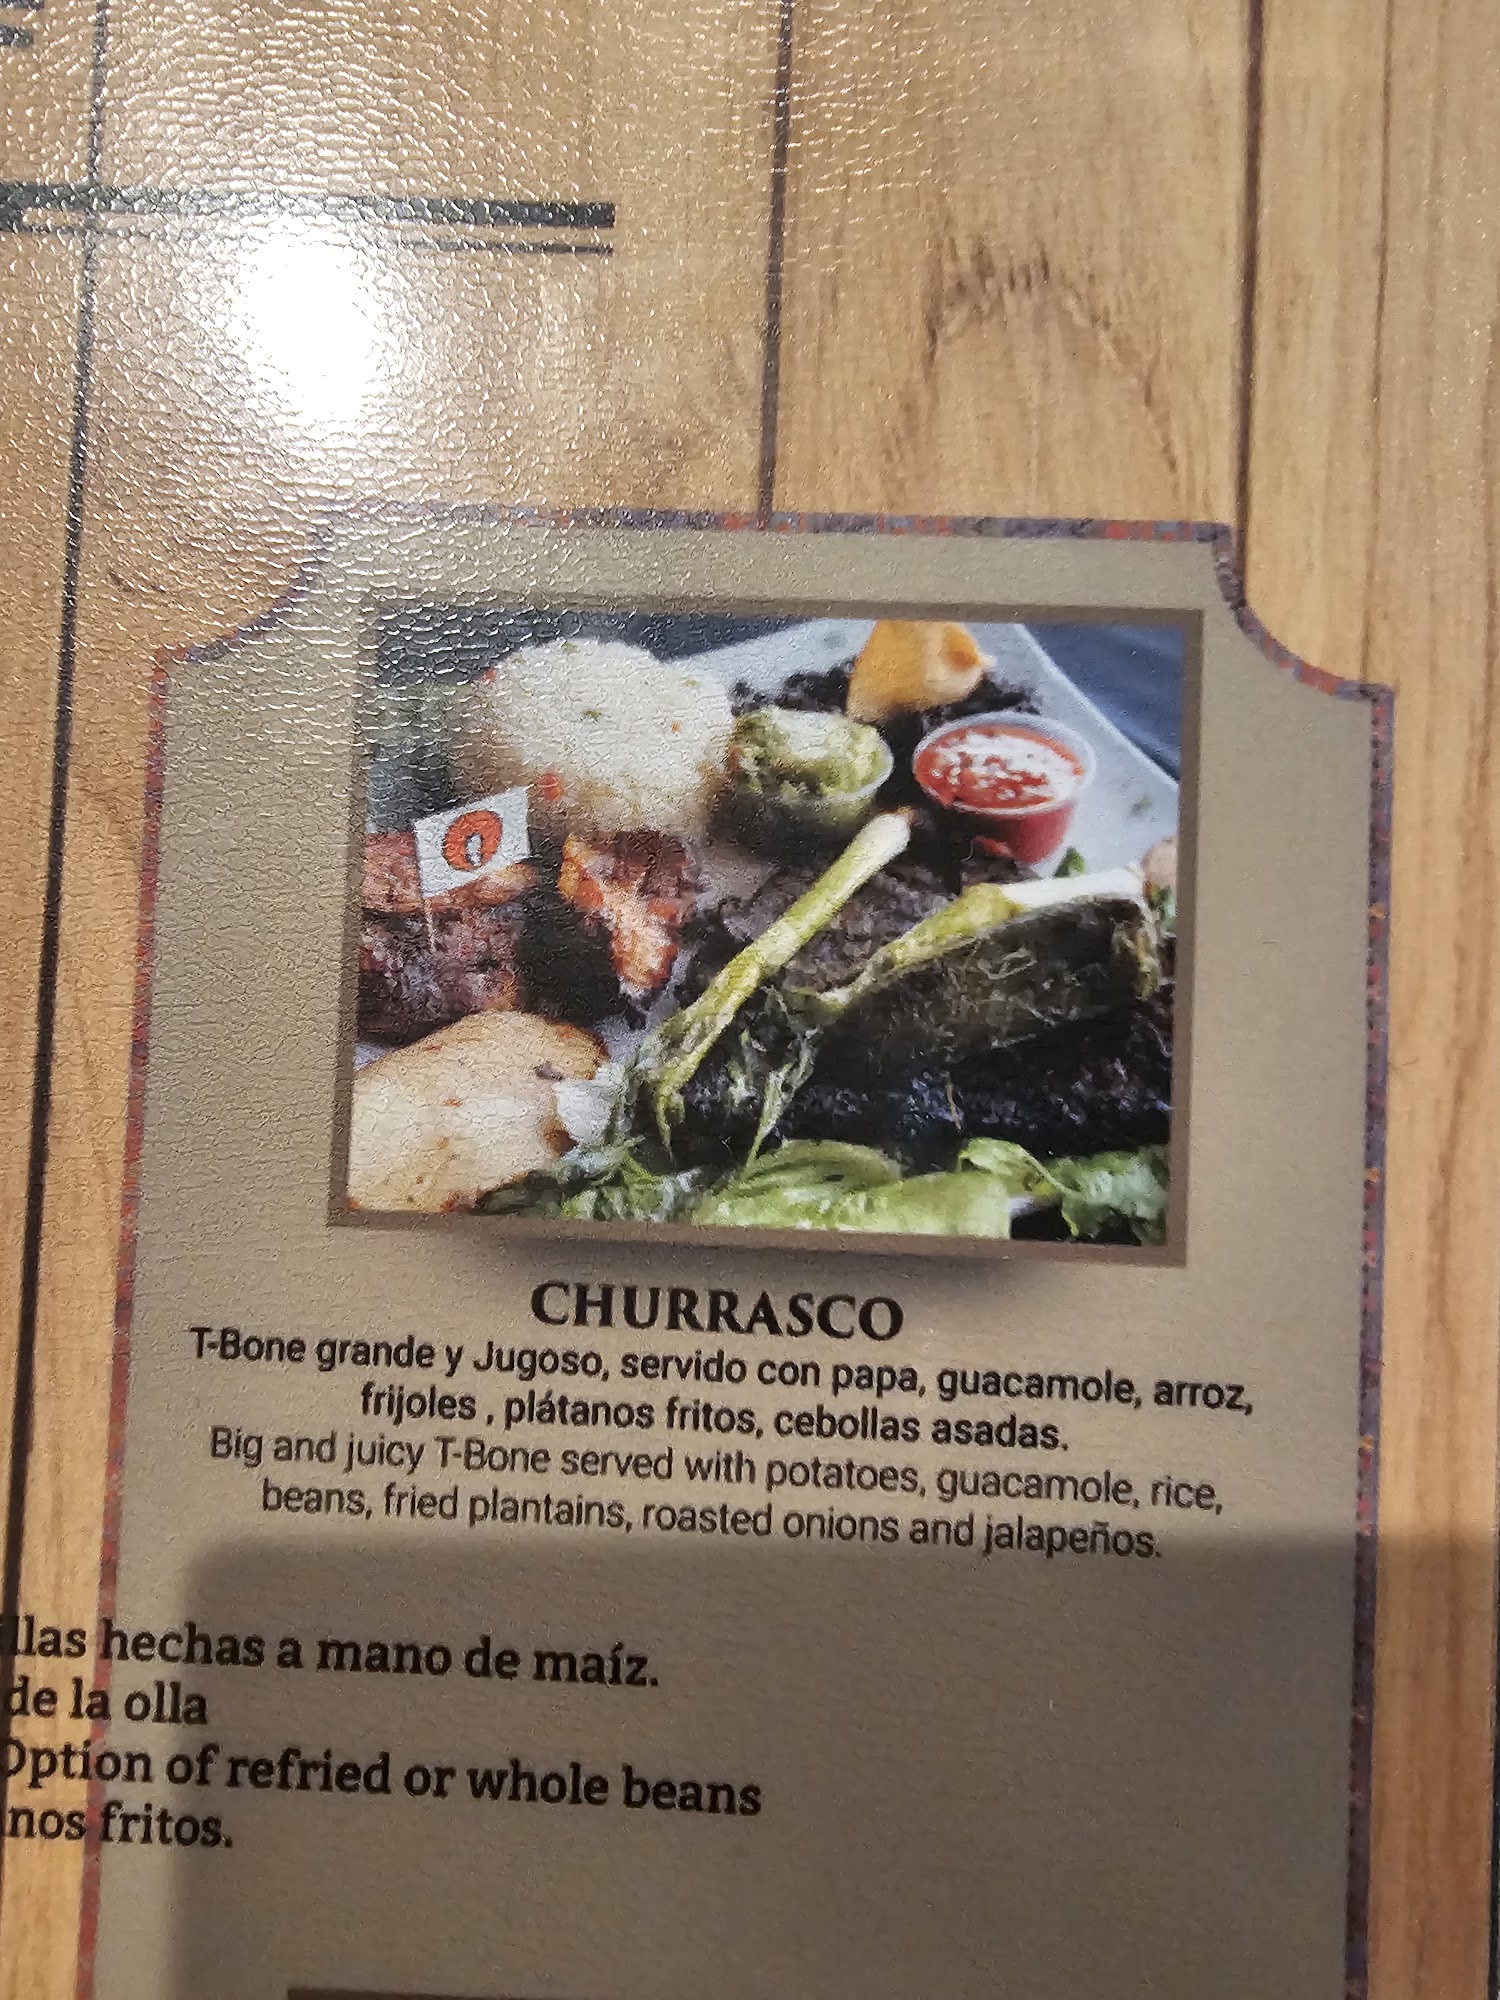 CHURRASCO
T-Bone grande y Jugoso, servido con papa, guacamole, arroz,
frijoles , plátanos fritos, cebollas asadas.
Big and juicy T-Bone served with potatoes, guacamole, rice,
beans, fried plantains, roasted onions and jalapeños.
llas hechas a mano de maíz.
de la olla
Option of refried or whole beans
nos fritos.